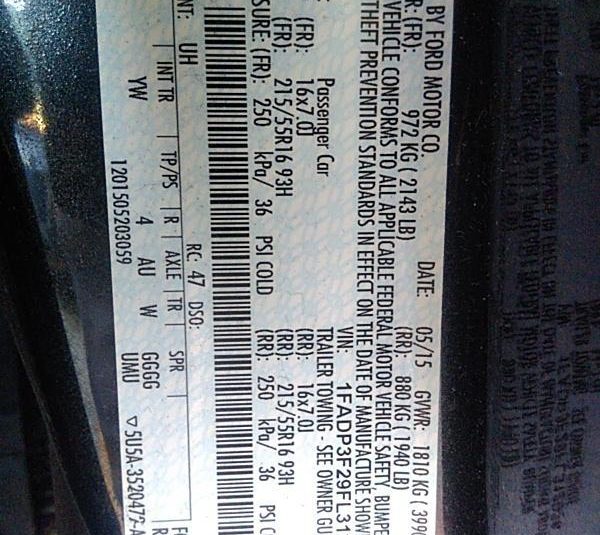 BY FORD MOTOR CO.
DATE: 05/15 GVWR: 1810 KG ( 399
R: (FR): 972 KG ( 2143 LB) (RR): 880 KG ( 1940 LB)
VEHICLE CONFORMS TO ALL APPLICABLE FEDERAL MOTOR VEHICLE SAFETY, BUMPE
THEFT PREVENTION STANDARDS IN EFFECT ON THE DATE OF MANUFACTURE SHOW
VIN: 1FADP3F29FL31
Passenger Car TRAILER TOWING - SEE OWNER GU
(FR): 16x7.0J (RR): 16x7.0J
(FR): 215/55R16 93H (RR): 215/55R16 93H
SURE: (FR): 250 kPa/ 36 PSI COLD (RR): 250 kPa/ 36 PSI C
RC: 47 DSO:
NT: UH
INT TR TP/PS R AXLE TR SPR
YW 4 AU W GGGG
UMU
1201505203059 5U5A-3520472-A